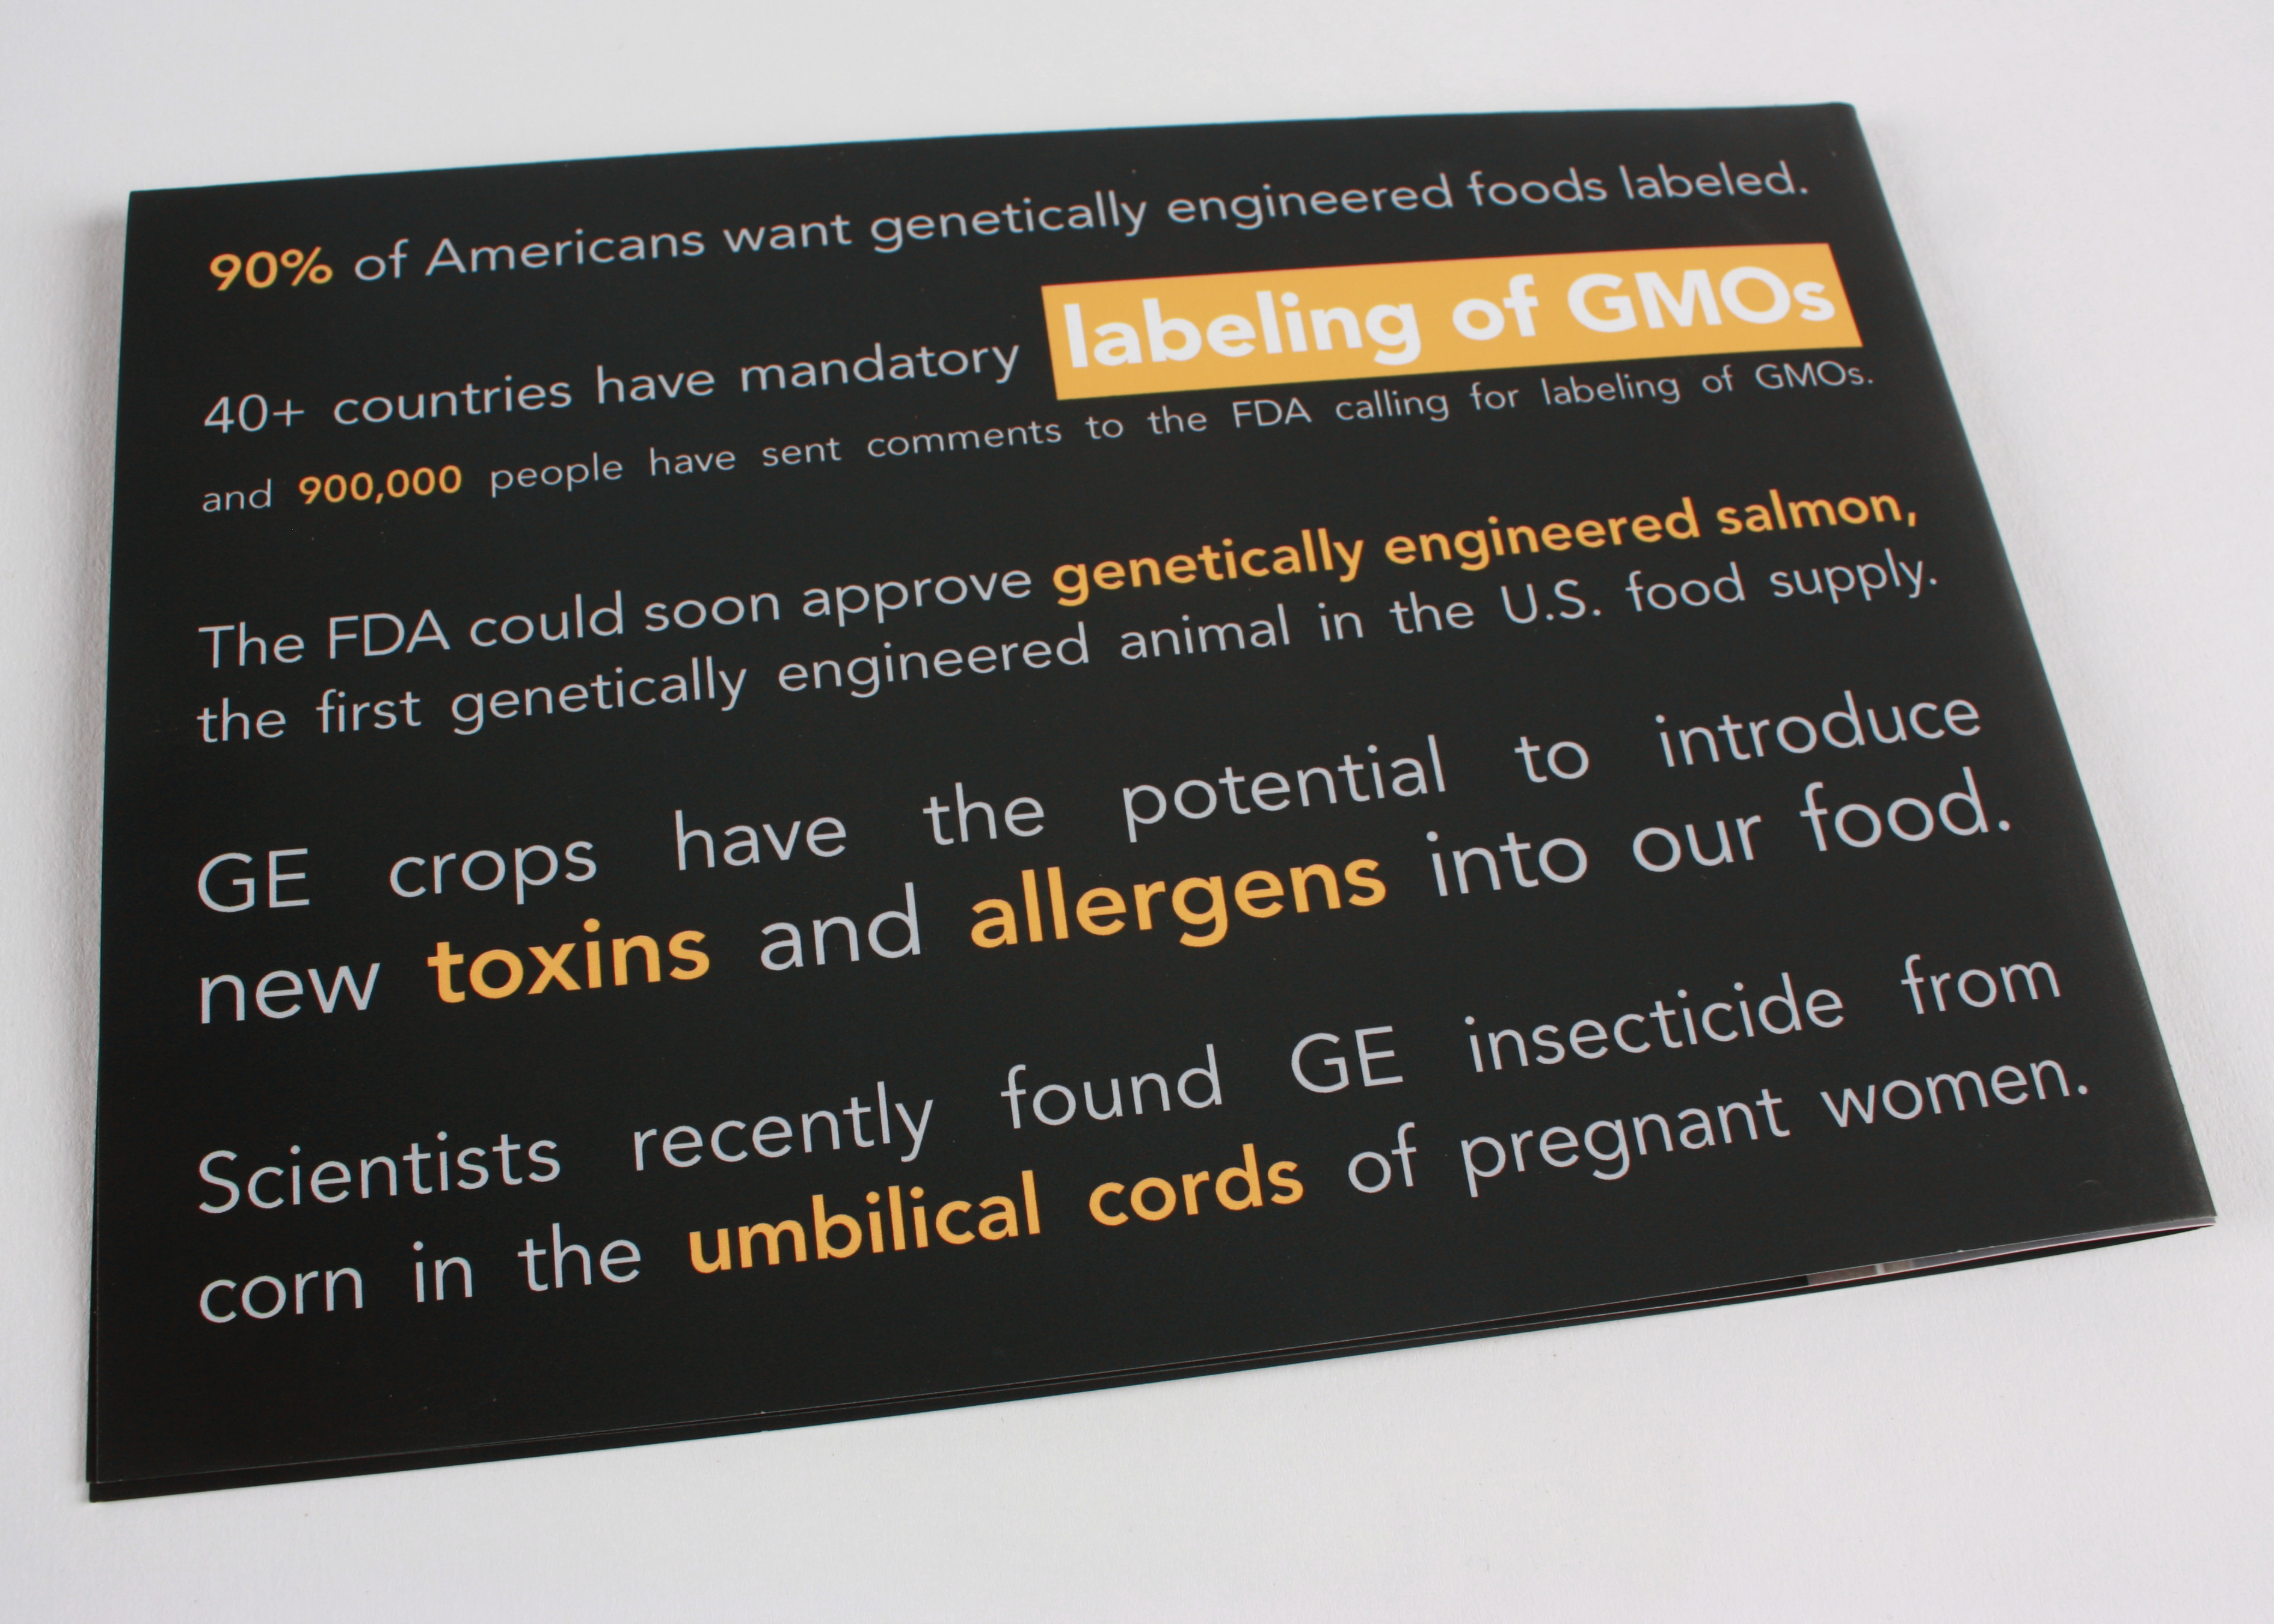 90% of Americans want genetically engineered foods labeled.
40+ countries have mandatory labeling of GMOs
and 900,000 people have sent comments to the FDA calling for labeling of GMOs.
The FDA could soon approve genetically engineered salmon,
the first genetically engineered animal in the U.S. food supply.
GE crops have the potential to introduce
new toxins and allergens into our food.
Scientists recently found GE insecticide from
corn in the umbilical cords of pregnant women.